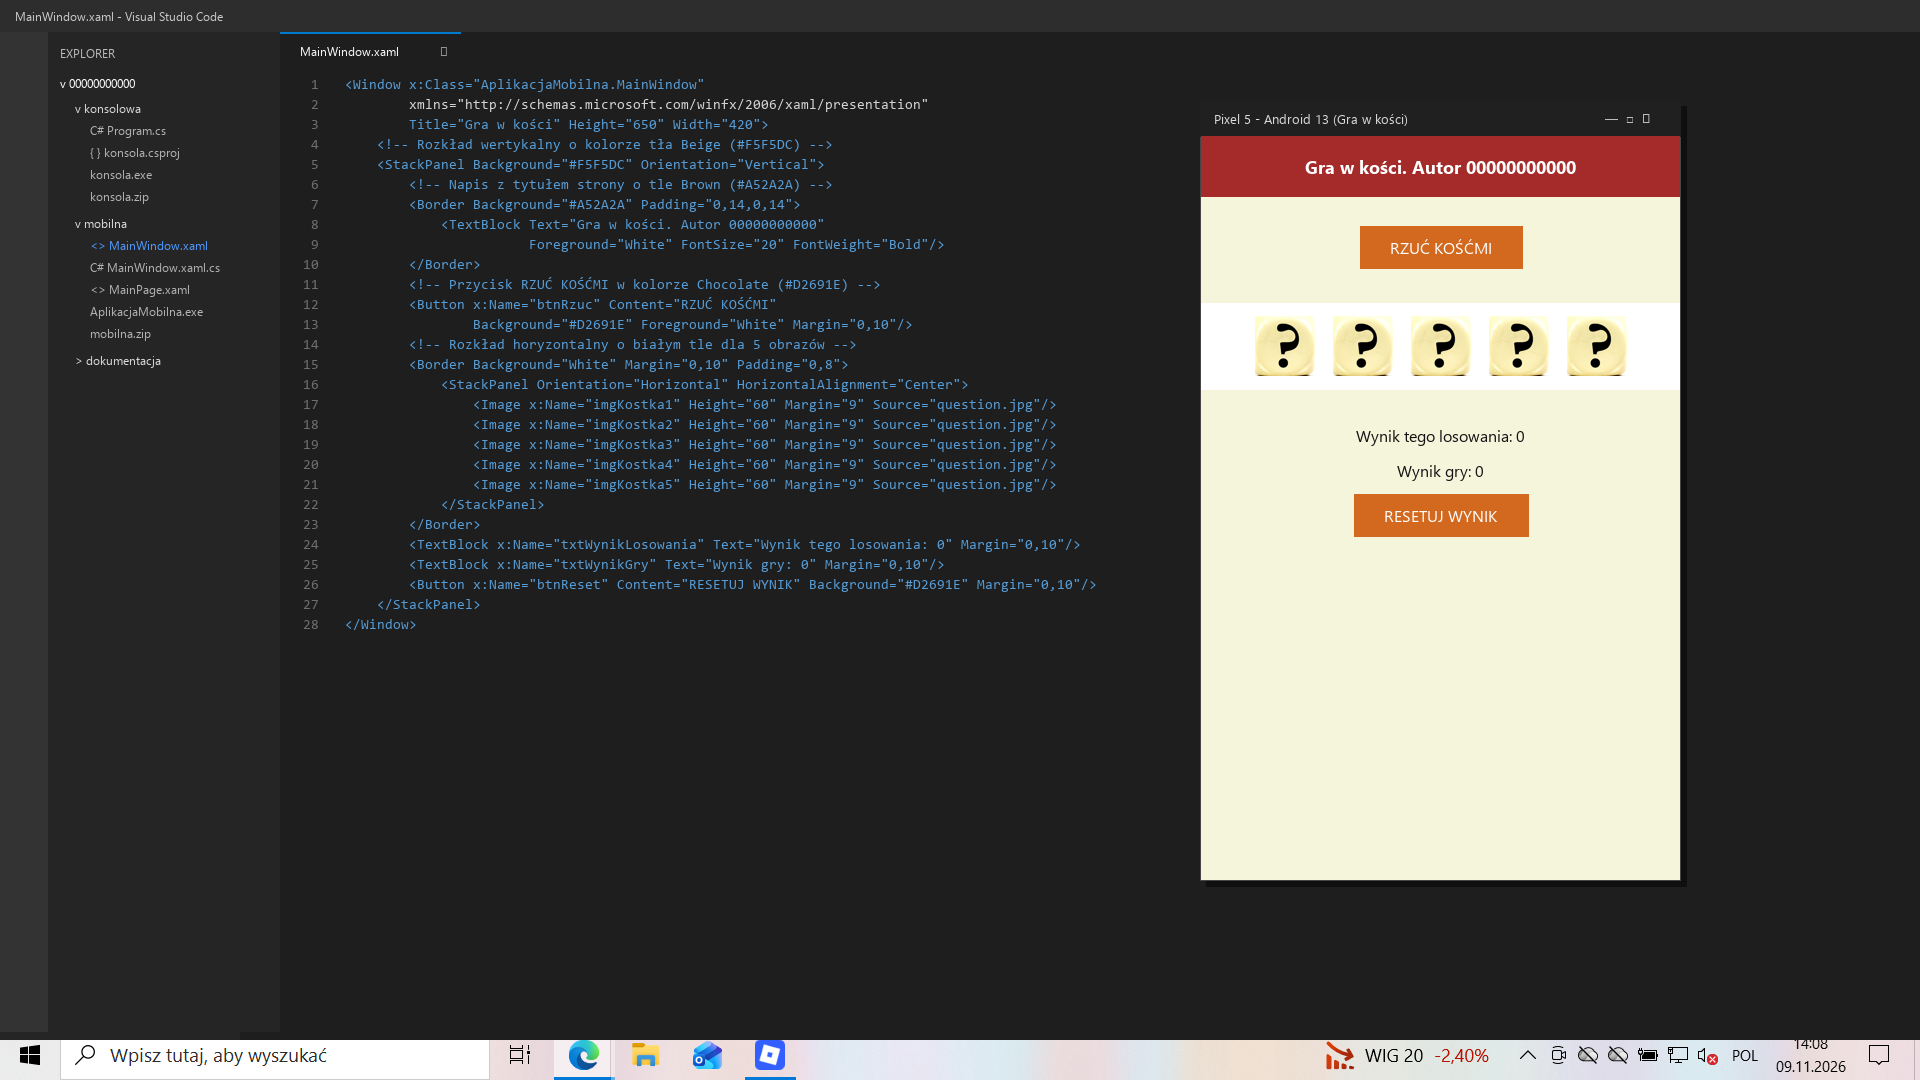 MainWindow.xaml - Visual Studio Code
EXPLORER
v 00000000000
v konsolowa
C# Program.cs
{ } konsola.csproj
konsola.exe
konsola.zip
v mobilna
<> MainWindow.xaml
C# MainWindow.xaml.cs
<> MainPage.xaml
AplikacjaMobilna.exe
mobilna.zip
> dokumentacja
MainWindow.xaml
1 <Window x:Class="AplikacjaMobilna.MainWindow"
2 xmlns="http://schemas.microsoft.com/winfx/2006/xaml/presentation"
3 Title="Gra w kości" Height="650" Width="420">
4 <!-- Rozkład wertykalny o kolorze tła Beige (#F5F5DC) -->
5 <StackPanel Background="#F5F5DC" Orientation="Vertical">
6 <!-- Napis z tytułem strony o tle Brown (#A52A2A) -->
7 <Border Background="#A52A2A" Padding="0,14,0,14">
8 <TextBlock Text="Gra w kości. Autor 00000000000"
9 Foreground="White" FontSize="20" FontWeight="Bold"/>
10 </Border>
11 <!-- Przycisk RZUĆ KOŚĆMI w kolorze Chocolate (#D2691E) -->
12 <Button x:Name="btnRzuc" Content="RZUĆ KOŚĆMI"
13 Background="#D2691E" Foreground="White" Margin="0,10"/>
14 <!-- Rozkład horyzontalny o białym tle dla 5 obrazów -->
15 <Border Background="White" Margin="0,10" Padding="0,8">
16 <StackPanel Orientation="Horizontal" HorizontalAlignment="Center">
17 <Image x:Name="imgKostka1" Height="60" Margin="9" Source="question.jpg"/>
18 <Image x:Name="imgKostka2" Height="60" Margin="9" Source="question.jpg"/>
19 <Image x:Name="imgKostka3" Height="60" Margin="9" Source="question.jpg"/>
20 <Image x:Name="imgKostka4" Height="60" Margin="9" Source="question.jpg"/>
21 <Image x:Name="imgKostka5" Height="60" Margin="9" Source="question.jpg"/>
22 </StackPanel>
23 </Border>
24 <TextBlock x:Name="txtWynikLosowania" Text="Wynik tego losowania: 0" Margin="0,10"/>
25 <TextBlock x:Name="txtWynikGry" Text="Wynik gry: 0" Margin="0,10"/>
26 <Button x:Name="btnReset" Content="RESETUJ WYNIK" Background="#D2691E" Margin="0,10"/>
27 </StackPanel>
28 </Window>
Pixel 5 - Android 13 (Gra w kości)
Gra w kości. Autor 00000000000
RZUĆ KOŚĆMI
? ? ? ? ?
Wynik tego losowania: 0
Wynik gry: 0
RESETUJ WYNIK
Wpisz tutaj, aby wyszukać
WIG 20 -2,40%
POL
14:08
09.11.2026